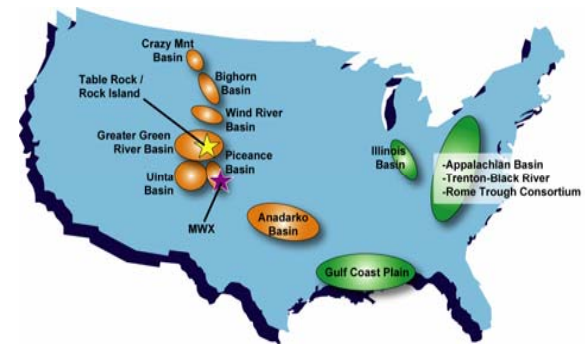 Crazy Mnt
Basin
Table Rock /
Rock Island
Bighorn
Basin
Wind River
Basin
Greater Green
River Basin
Piceance
Basin
Uinta
Basin
MWX
Anadarko
Basin
Illinois
Basin
-Appalachian Basin
-Trenton-Black River
-Rome Trough Consortium
Gulf Coast Plain